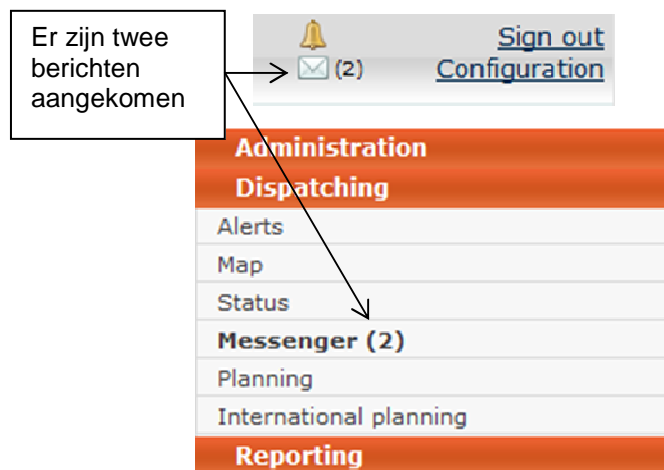 Er zijn twee
berichten
aangekomen
Sign out
(2) Configuration
Administration
Dispatching
Alerts
Map
Status
Messenger (2)
Planning
International planning
Reporting